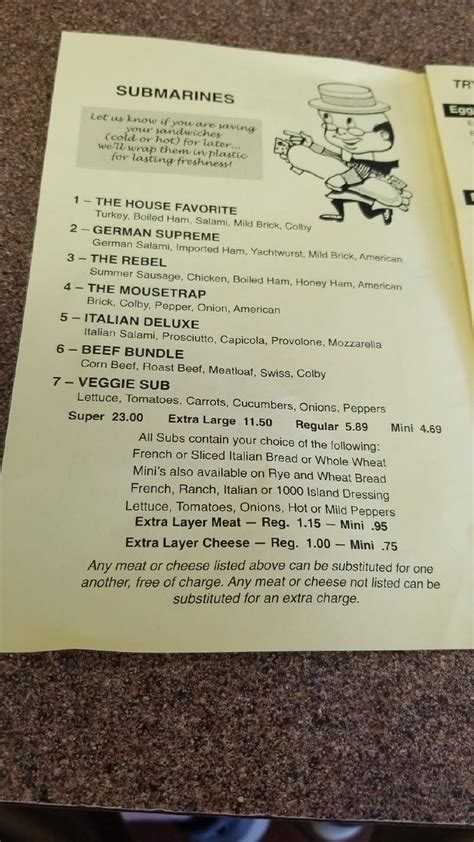 SUBMARINES
Let us know if you are saving
your sandwiches
(cold or hot) for later...
we'll wrap them in plastic
for lasting freshness!
1 – THE HOUSE FAVORITE
Turkey, Boiled Ham, Salami, Mild Brick, Colby
2 – GERMAN SUPREME
German Salami, Imported Ham, Yachtwurst, Mild Brick, American
3 – THE REBEL
Summer Sausage, Chicken, Boiled Ham, Honey Ham, American
4 – THE MOUSETRAP
Brick, Colby, Pepper, Onion, American
5 – ITALIAN DELUXE
Italian Salami, Prosciutto, Capicola, Provolone, Mozzarella
6 – BEEF BUNDLE
Corn Beef, Roast Beef, Meatloaf, Swiss, Colby
7 – VEGGIE SUB
Lettuce, Tomatoes, Carrots, Cucumbers, Onions, Peppers
Super 23.00 Extra Large 11.50 Regular 5.89 Mini 4.69
All Subs contain your choice of the following:
French or Sliced Italian Bread or Whole Wheat
Mini's also available on Rye and Wheat Bread
French, Ranch, Italian or 1000 Island Dressing
Lettuce, Tomatoes, Onions, Hot or Mild Peppers
Extra Layer Meat – Reg. 1.15 – Mini .95
Extra Layer Cheese – Reg. 1.00 – Mini .75
Any meat or cheese listed above can be substituted for one
another, free of charge. Any meat or cheese not listed can be
substituted for an extra charge.
TRY
Egg